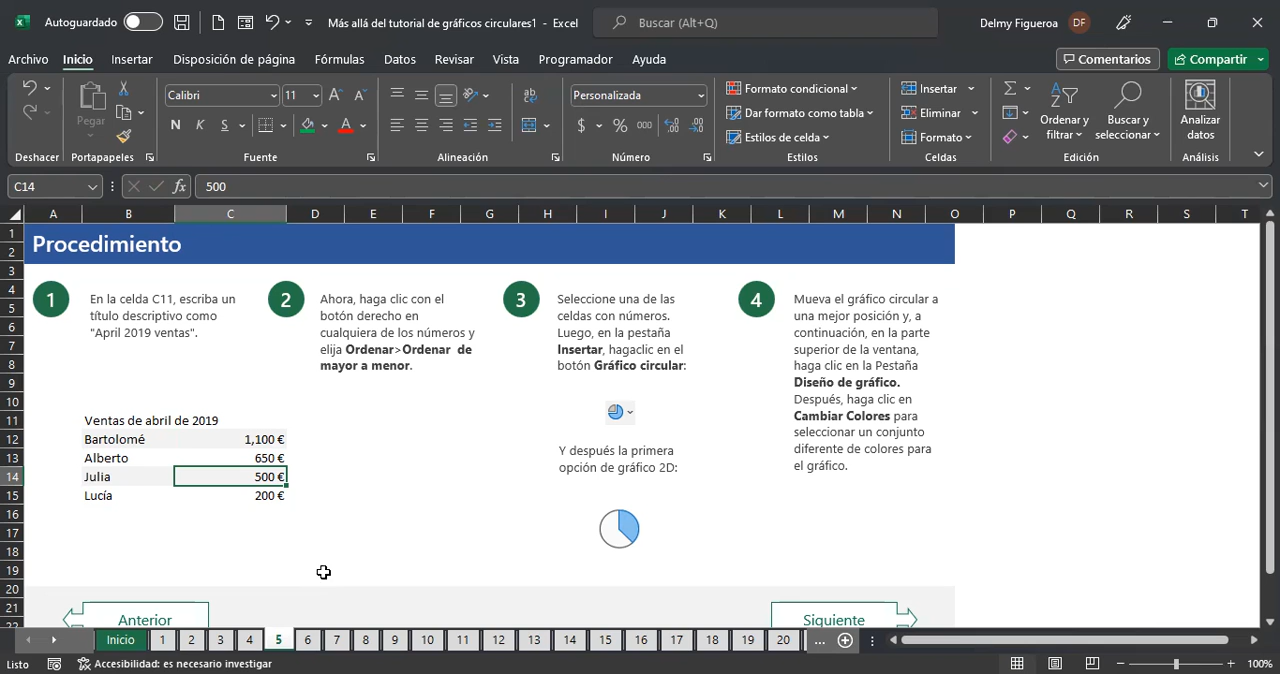 Autoguardado
Más allá del tutorial de gráficos circulares1 - Excel
Buscar (Alt+Q)
Delmy Figueroa DF
Archivo Inicio Insertar Disposición de página Fórmulas Datos Revisar Vista Programador Ayuda
Comentarios Compartir
Pegar
Calibri 11
N K S
Personalizada
$ % 000
Formato condicional
Dar formato como tabla
Estilos de celda
Insertar
Eliminar
Formato
Ordenar y filtrar
Buscar y seleccionar
Analizar datos
Deshacer Portapapeles Fuente Alineación Número Estilos Celdas Edición Análisis
C14 fx 500
A B C D E F G H I J K L M N O P Q R S T
1
2
3
4
5
6
7
8
9
10
11
12
13
14
15
16
17
18
19
20
21
22
Procedimiento
1
En la celda C11, escriba un
título descriptivo como
"April 2019 ventas".
2
Ahora, haga clic con el
botón derecho en
cualquiera de los números y
elija Ordenar>Ordenar de
mayor a menor.
3
Seleccione una de las
celdas con números.
Luego, en la pestaña
Insertar, hagaclic en el
botón Gráfico circular:
Y después la primera
opción de gráfico 2D:
4
Mueva el gráfico circular a
una mejor posición y, a
continuación, en la parte
superior de la ventana,
haga clic en la Pestaña
Diseño de gráfico.
Después, haga clic en
Cambiar Colores para
seleccionar un conjunto
diferente de colores para
el gráfico.
Ventas de abril de 2019
Bartolomé 1,100 €
Alberto 650 €
Julia 500 €
Lucía 200 €
Anterior
Siguiente
Inicio 1 2 3 4 5 6 7 8 9 10 11 12 13 14 15 16 17 18 19 20 ...
Listo
Accesibilidad: es necesario investigar
100%